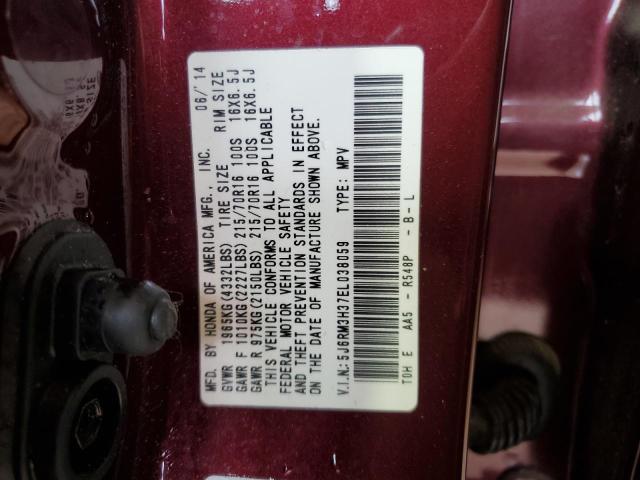 MFD. BY HONDA OF AMERICA MFG., INC. 06/'14
GVWR 1965KG(4332LBS) TIRE SIZE RIM SIZE
GAWR F 1010KG(2227LBS) 215/70R16 100S 16X6.5J
GAWR R 975KG(2150LBS) 215/70R16 100S 16X6.5J
THIS VEHICLE CONFORMS TO ALL APPLICABLE
FEDERAL MOTOR VEHICLE SAFETY
AND THEFT PREVENTION STANDARDS IN EFFECT
ON THE DATE OF MANUFACTURE SHOWN ABOVE.
V.I.N.:5J6RM3H37EL038059 TYPE: MPV
TOH E AA5 - R548P - B - L